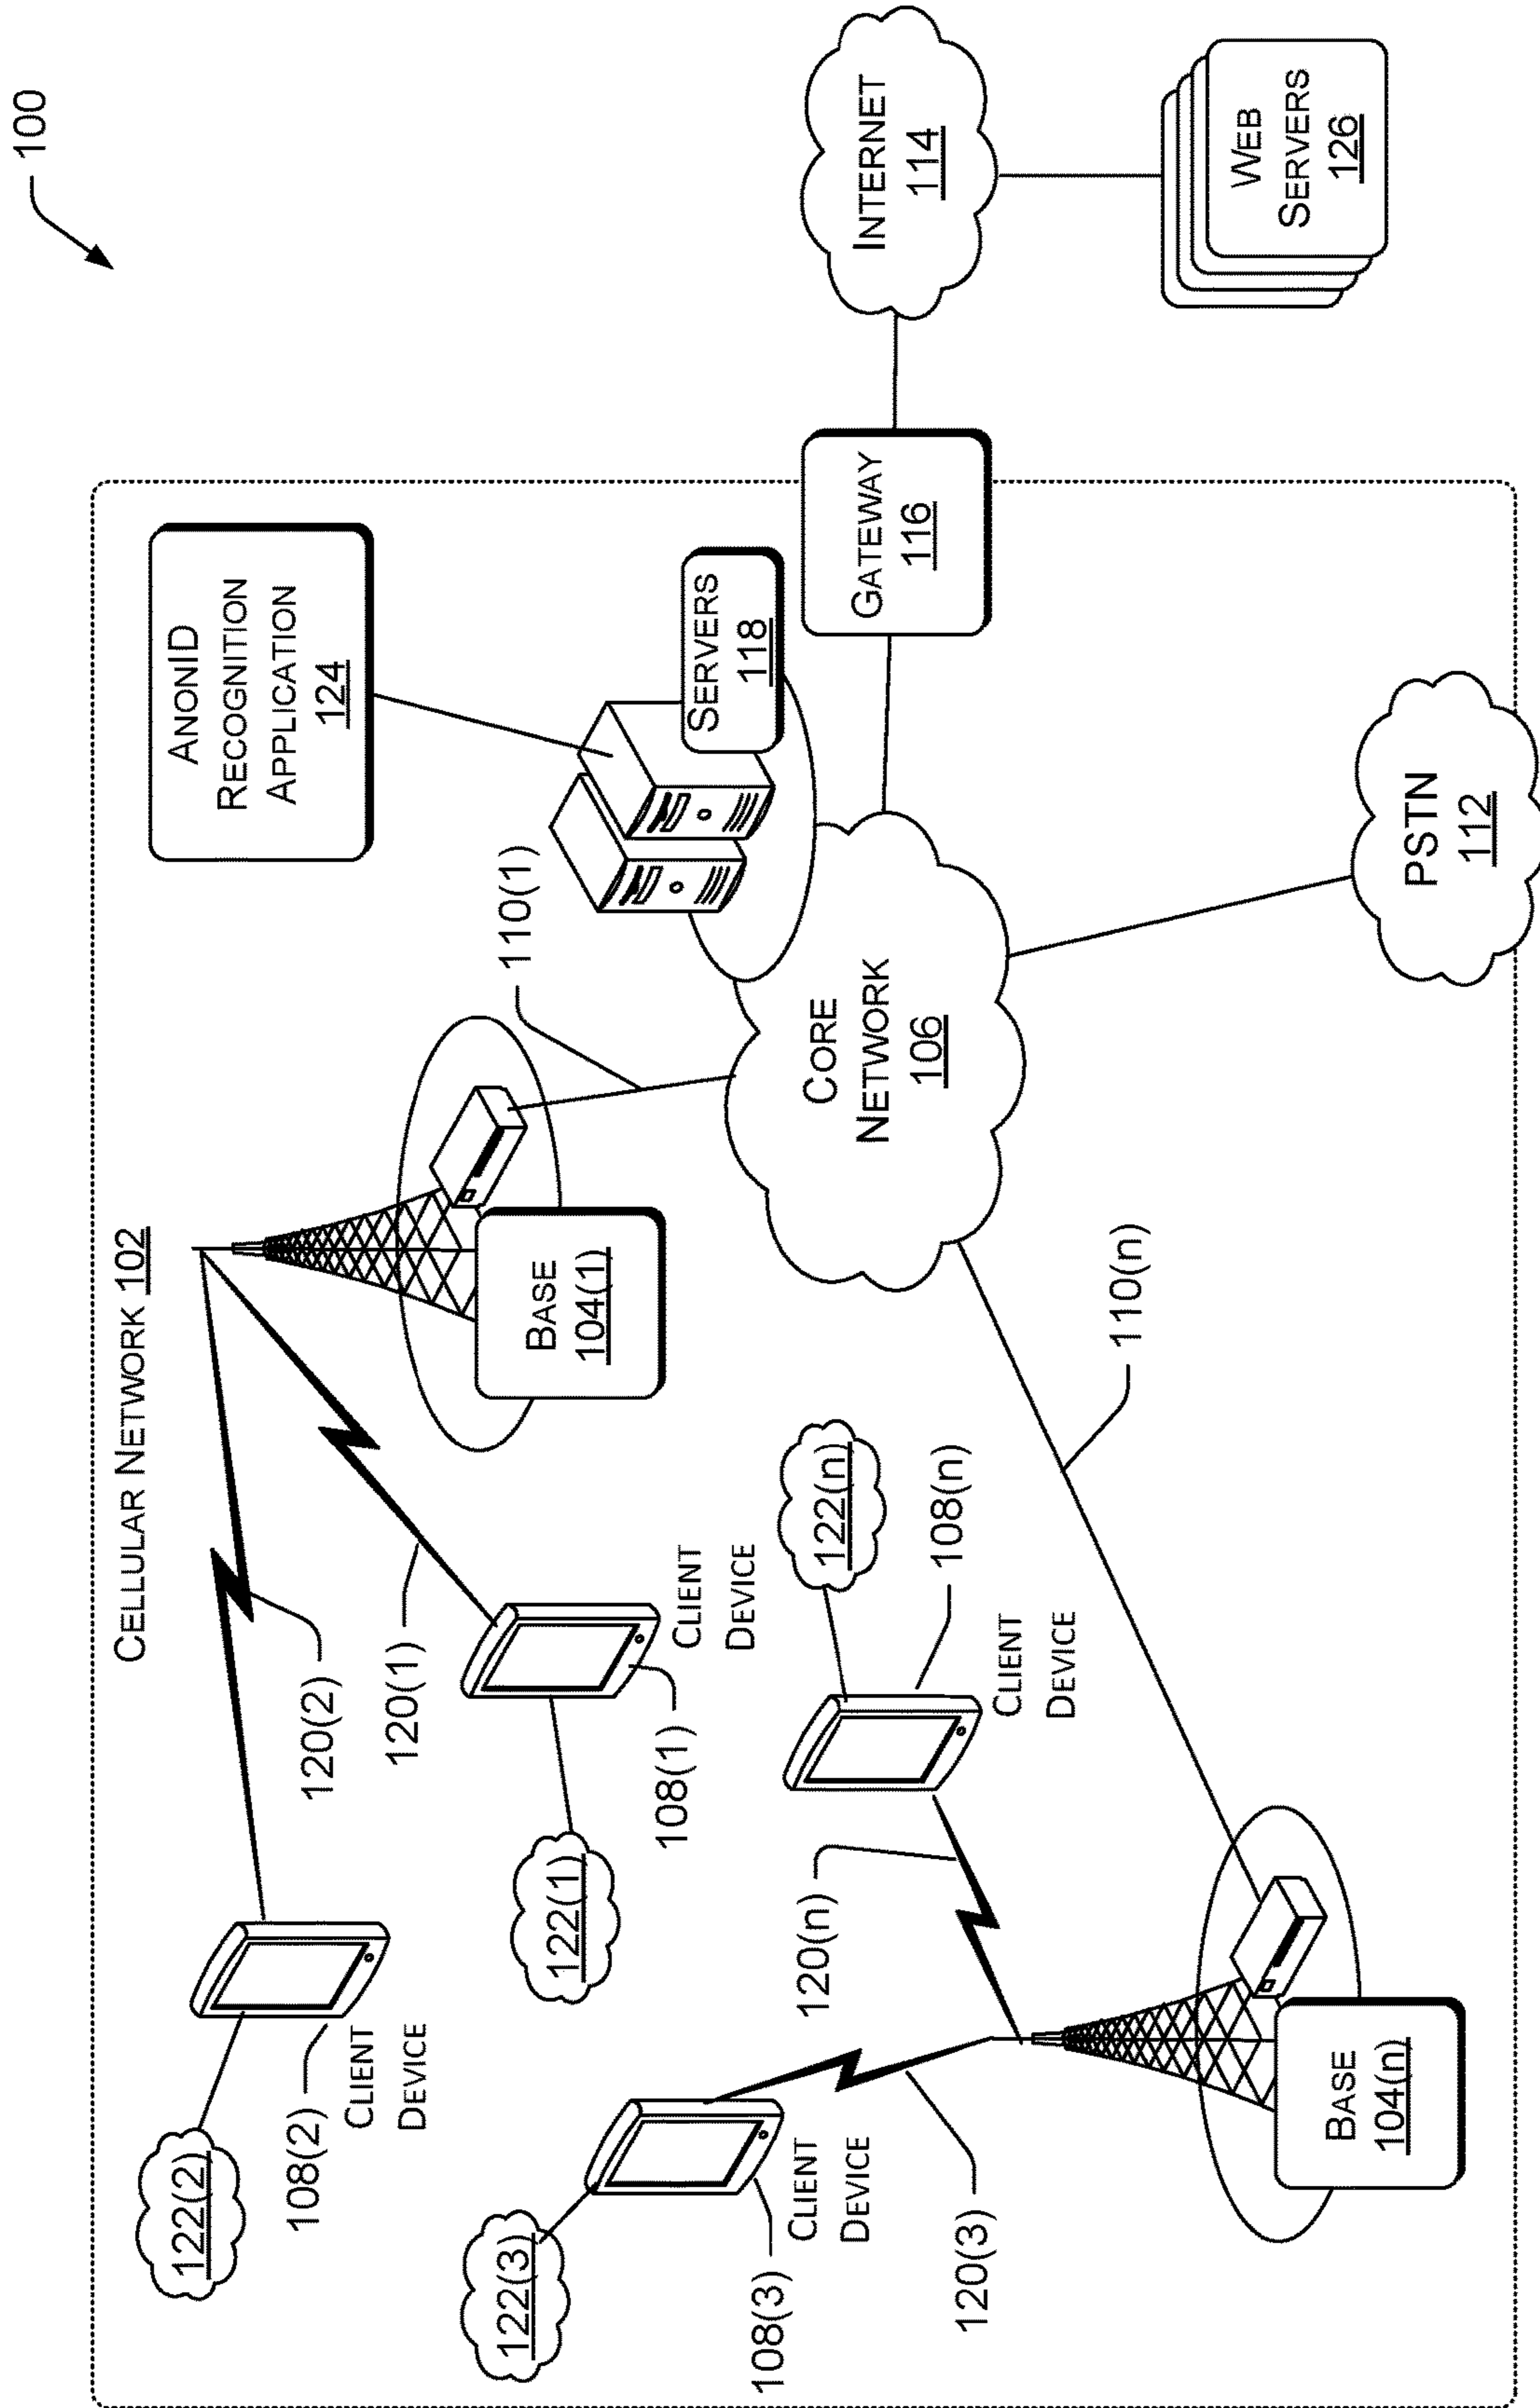 100
CELLULAR NETWORK 102
ANONID
RECOGNITION
APPLICATION
124
122(2)
108(2)
CLIENT
DEVICE
120(2)
120(1)
122(1)
108(1)
CLIENT
DEVICE
BASE
104(1)
110(1)
SERVERS
118
122(3)
108(3)
CLIENT
DEVICE
120(3)
120(n)
122(n)
108(n)
CLIENT
DEVICE
CORE
NETWORK
106
GATEWAY
116
INTERNET
114
WEB
SERVERS
126
110(n)
BASE
104(n)
PSTN
112